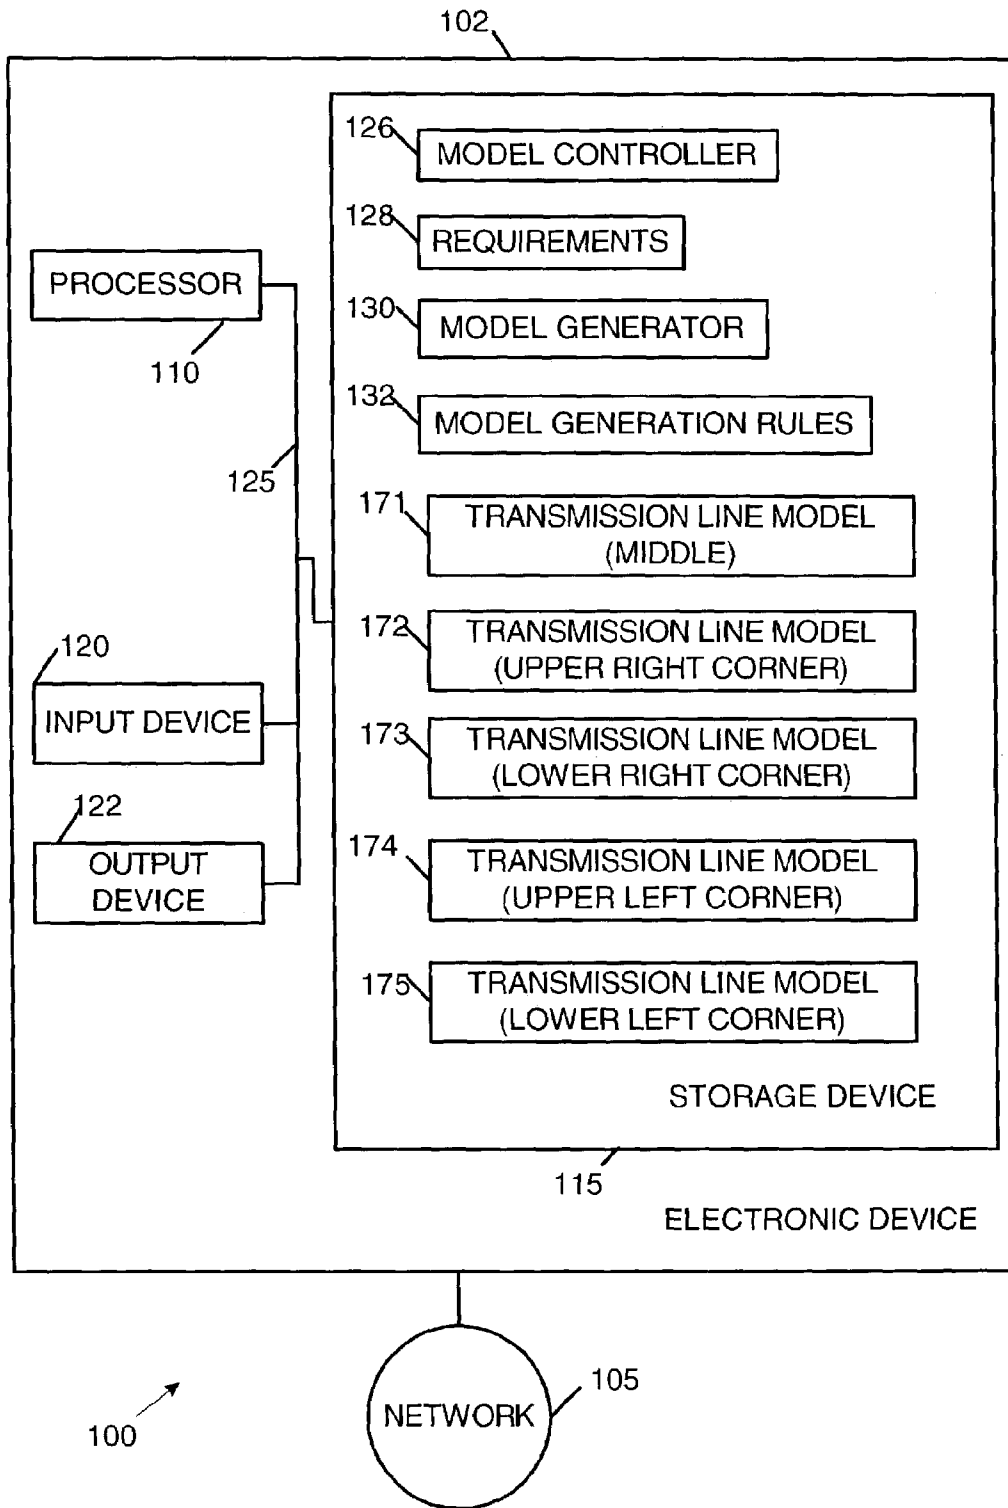 102
126
MODEL CONTROLLER
128
REQUIREMENTS
PROCESSOR
110
130
MODEL GENERATOR
132
MODEL GENERATION RULES
125
171
TRANSMISSION LINE MODEL
(MIDDLE)
172
TRANSMISSION LINE MODEL
(UPPER RIGHT CORNER)
120
INPUT DEVICE
173
TRANSMISSION LINE MODEL
(LOWER RIGHT CORNER)
122
OUTPUT
DEVICE
174
TRANSMISSION LINE MODEL
(UPPER LEFT CORNER)
175
TRANSMISSION LINE MODEL
(LOWER LEFT CORNER)
STORAGE DEVICE
115
ELECTRONIC DEVICE
NETWORK
105
100